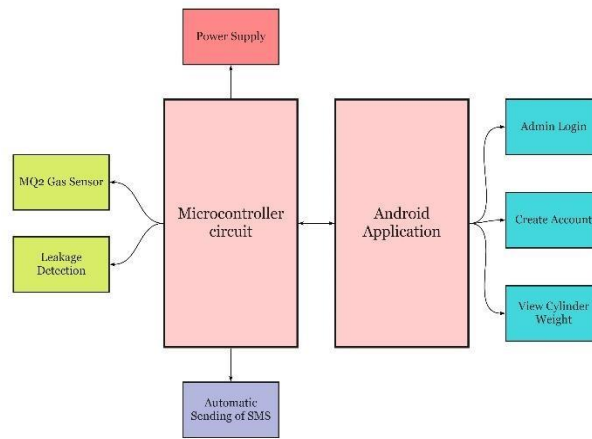 Power Supply
MQ2 Gas Sensor
Leakage
Detection
Microcontroller
circuit
Automatic
Sending of SMS
Android
Application
Admin Login
Create Account
View Cylinder
Weight